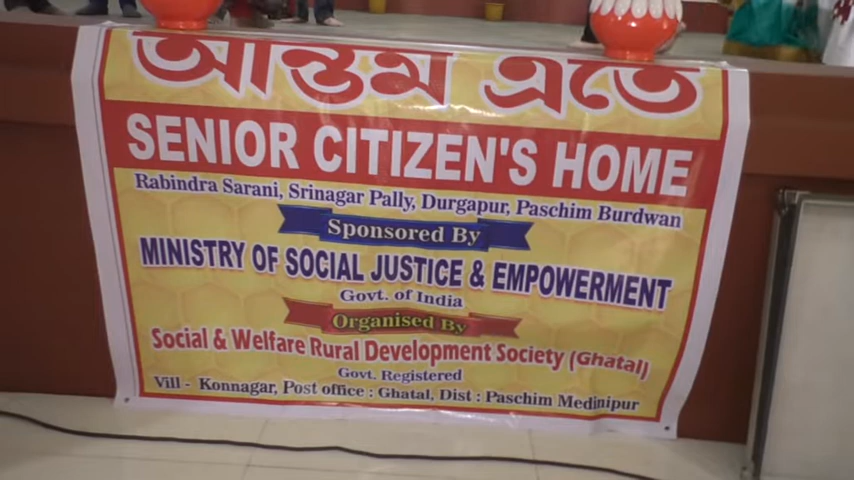 অন্তিম এতে
SENIOR CITIZEN'S HOME
Rabindra Sarani, Srinagar Pally, Durgapur, Paschim Burdwan
Sponsored By
MINISTRY OF SOCIAL JUSTICE & EMPOWERMENT
Govt. of India
Organised By
Social & Welfare Rural Development Society (Ghatal)
Govt. Registered
Vill - Konnagar, Post office : Ghatal, Dist : Paschim Medinipur